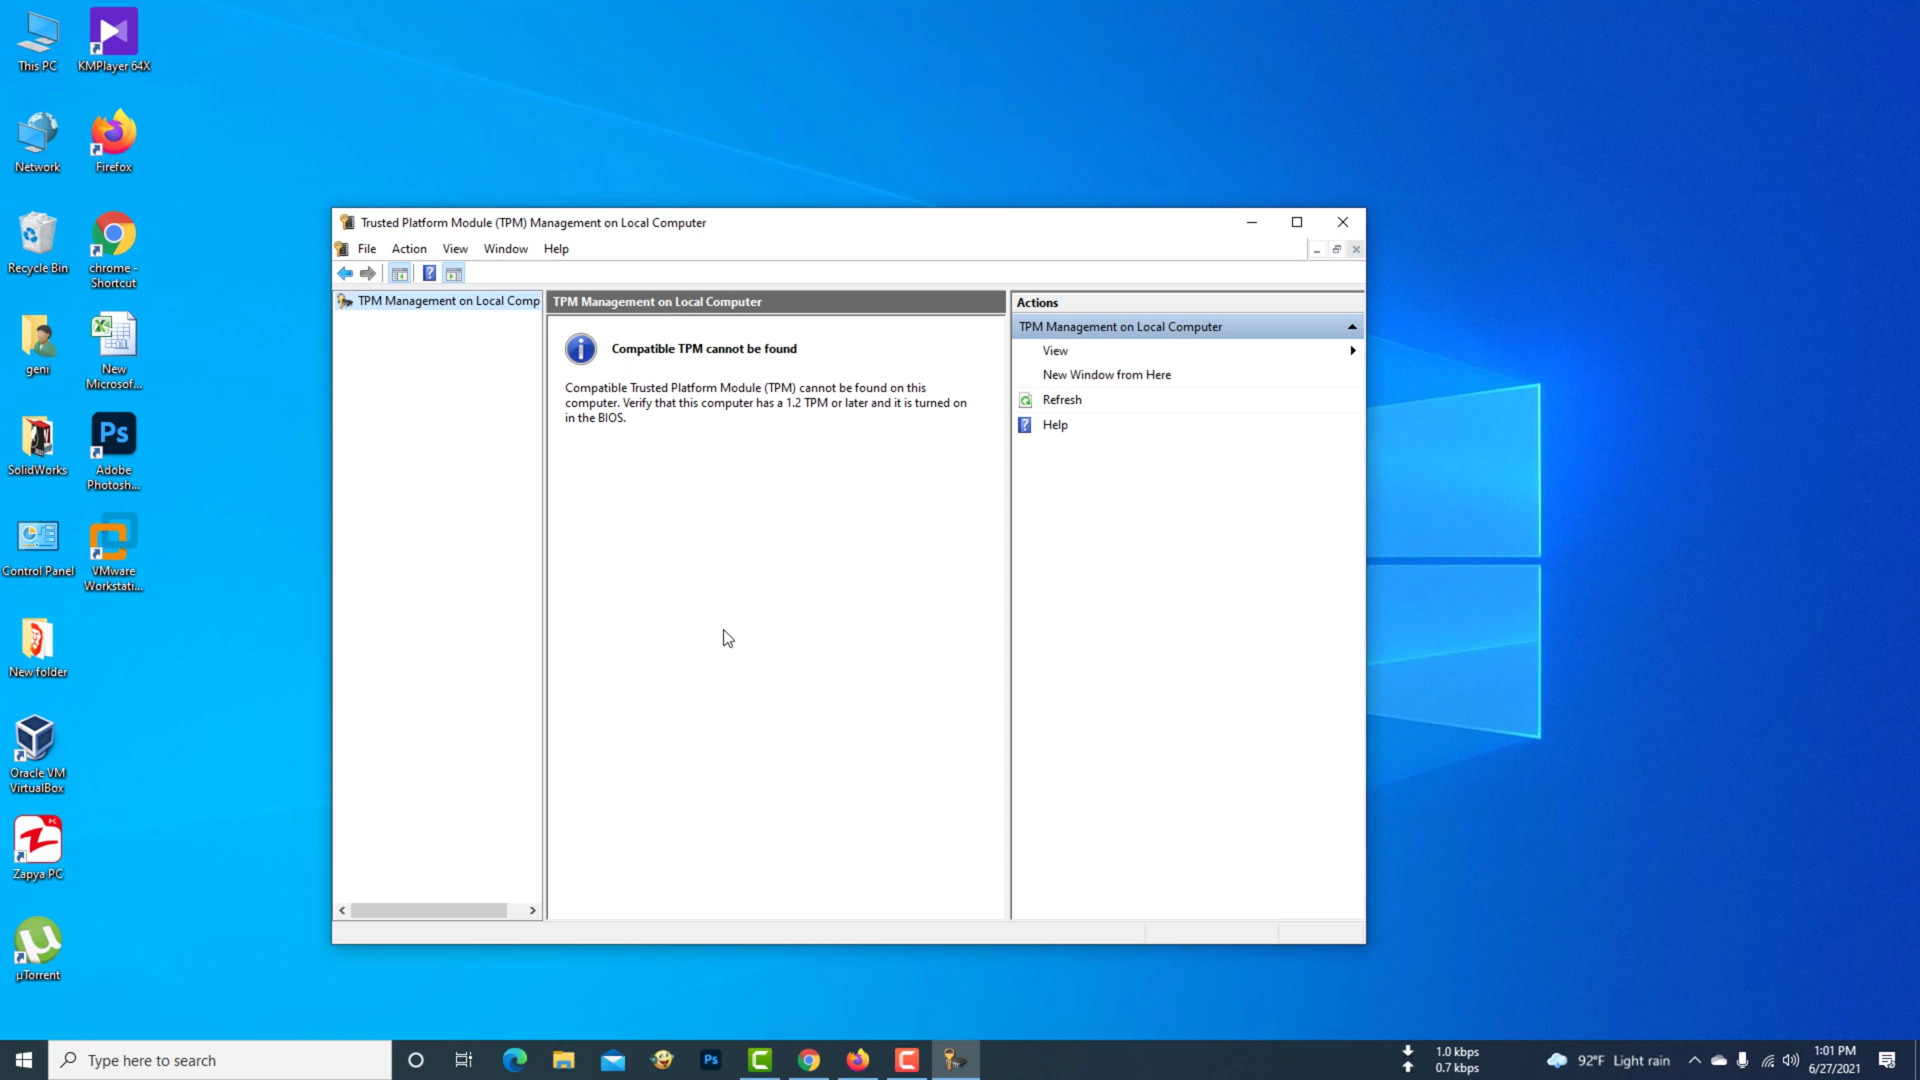 This PC
KMPlayer 64X
Network
Firefox
Recycle Bin
chrome -
Shortcut
geni
New
Microsof...
SolidWorks
Ps
Adobe
Photosh...
Control Panel
VMware
Workstati...
New folder
Oracle VM
VirtualBox
PC
Zapya PC
µTorrent
Trusted Platform Module (TPM) Management on Local Computer
File Action View Window Help
TPM Management on Local Comp
TPM Management on Local Computer
Compatible TPM cannot be found
Compatible Trusted Platform Module (TPM) cannot be found on this
computer. Verify that this computer has a 1.2 TPM or later and it is turned on
in the BIOS.
Actions
TPM Management on Local Computer
View
New Window from Here
Refresh
Help
Type here to search
Ps
1.0 kbps
0.7 kbps
92°F Light rain
1:01 PM
6/27/2021